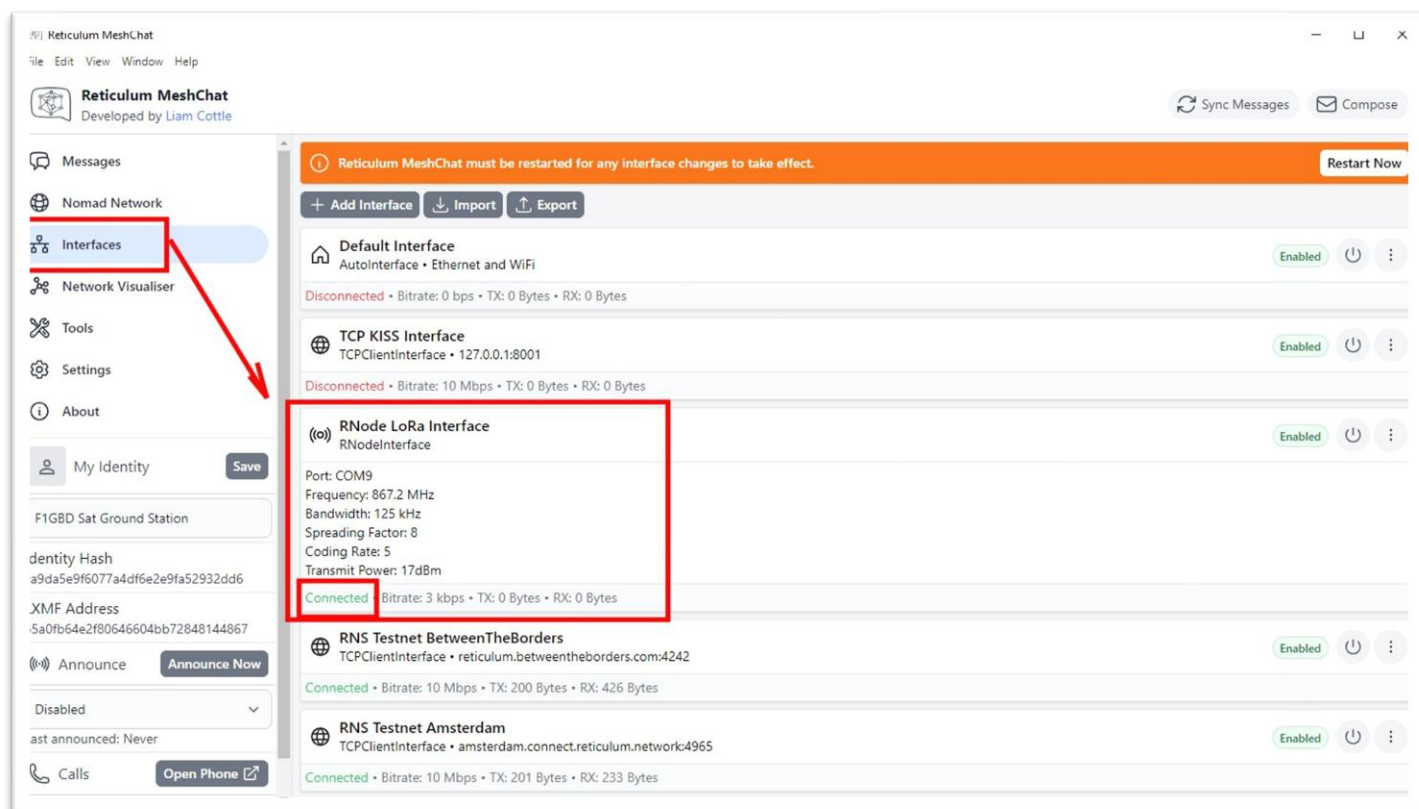 Reticulum MeshChat
File Edit View Window Help
Reticulum MeshChat
Developed by Liam Cottle
Sync Messages
Compose
Messages
Nomad Network
Interfaces
Network Visualiser
Tools
Settings
About
My Identity
Save
F1GBD Sat Ground Station
dentity Hash
a9da5e9f6077a4df6e2e9fa52932dd6
XMF Address
5a0fb64e2f80646604bb72848144867
Announce
Announce Now
Disabled
ast announced: Never
Calls
Open Phone
Reticulum MeshChat must be restarted for any interface changes to take effect.
Restart Now
Add Interface
Import
Export
Default Interface
AutoInterface • Ethernet and WiFi
Enabled
Disconnected • Bitrate: 0 bps • TX: 0 Bytes • RX: 0 Bytes
TCP KISS Interface
TCPClientInterface • 127.0.0.1:8001
Enabled
Disconnected • Bitrate: 10 Mbps • TX: 0 Bytes • RX: 0 Bytes
RNode LoRa Interface
RNodeInterface
Enabled
Port: COM9
Frequency: 867.2 MHz
Bandwidth: 125 kHz
Spreading Factor: 8
Coding Rate: 5
Transmit Power: 17dBm
Connected • Bitrate: 3 kbps • TX: 0 Bytes • RX: 0 Bytes
RNS Testnet BetweenTheBorders
TCPClientInterface • reticulum.betweentheborders.com:4242
Enabled
Connected • Bitrate: 10 Mbps • TX: 200 Bytes • RX: 426 Bytes
RNS Testnet Amsterdam
TCPClientInterface • amsterdam.connect.reticulum.network:4965
Enabled
Connected • Bitrate: 10 Mbps • TX: 201 Bytes • RX: 233 Bytes